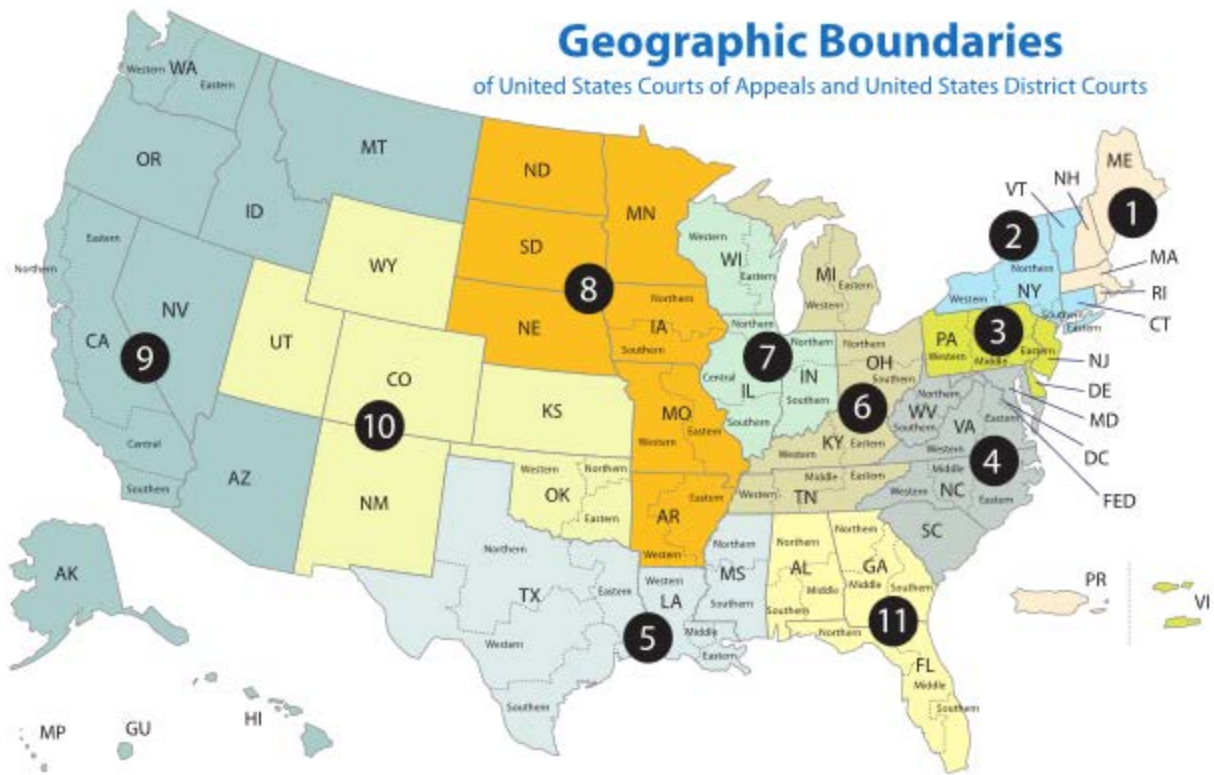 Geographic Boundaries
of United States Courts of Appeals and United States District Courts
Western WA
Eastern
OR
MT
ID
ND
MN
SD
WY
8
NE
Northern
IA
Southern
Eastern
Northern
NV
CA
9
UT
CO
10
KS
Central
Southern
AZ
NM
MO
Eastern
Western
Western
Northern
OK
Eastern
Eastern
AR
Western
Western
WI
Eastern
MI
Eastern
Western
Northern
7
Northern
Central
IL
IN
Southern
Southern
Northern
OH
Southern
6
KY
Eastern
Western
Middle
Eastern
Western
TN
ME
NH
VT
1
2
MA
Northern
Western
NY
RI
Southern
Eastern
CT
3
PA
Western
Middle
Eastern
NJ
DE
MD
DC
FED
Northern
WV
Southern
Eastern
VA
Western
4
Middle
Western
NC
Eastern
SC
Northern
TX
Eastern
Western
Southern
Western
LA
Middle
Eastern
5
Northern
MS
Southern
Northern
AL
Middle
Southern
Northern
GA
Middle
Southern
11
Northern
FL
Middle
Southern
PR
VI
AK
HI
GU
MP